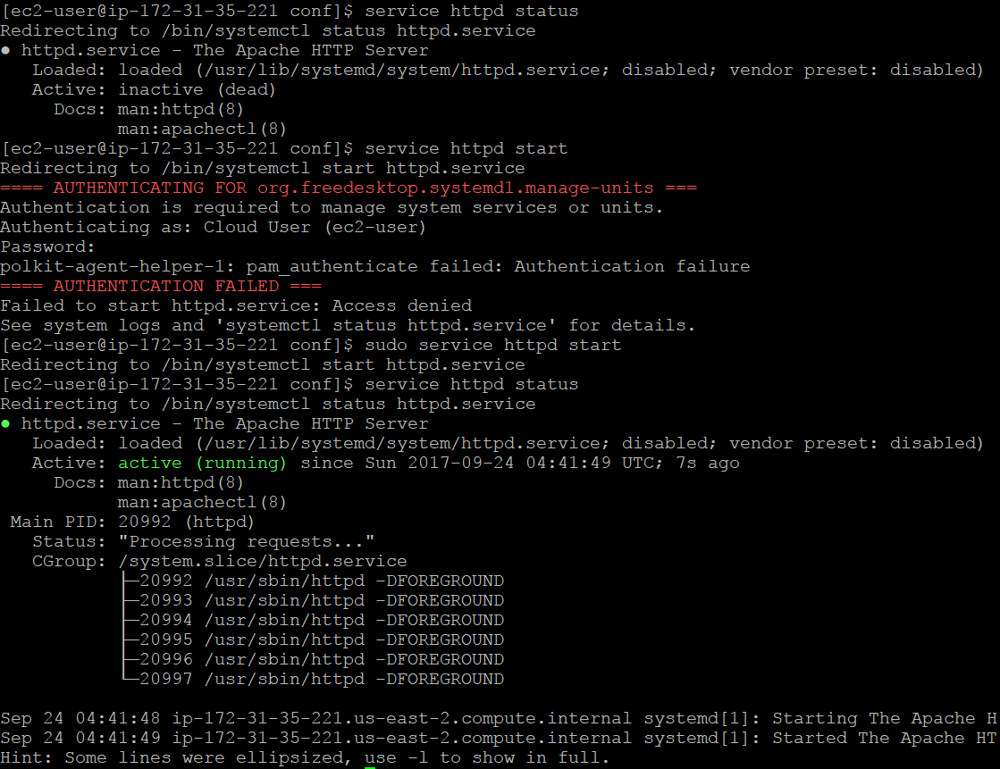 [ec2-user@ip-172-31-35-221 conf]$ service httpd status
Redirecting to /bin/systemctl status httpd.service
● httpd.service - The Apache HTTP Server
   Loaded: loaded (/usr/lib/systemd/system/httpd.service; disabled; vendor preset: disabled)
   Active: inactive (dead)
     Docs: man:httpd(8)
           man:apachectl(8)
[ec2-user@ip-172-31-35-221 conf]$ service httpd start
Redirecting to /bin/systemctl start httpd.service
==== AUTHENTICATING FOR org.freedesktop.systemd1.manage-units ===
Authentication is required to manage system services or units.
Authenticating as: Cloud User (ec2-user)
Password:
polkit-agent-helper-1: pam_authenticate failed: Authentication failure
==== AUTHENTICATION FAILED ===
Failed to start httpd.service: Access denied
See system logs and 'systemctl status httpd.service' for details.
[ec2-user@ip-172-31-35-221 conf]$ sudo service httpd start
Redirecting to /bin/systemctl start httpd.service
[ec2-user@ip-172-31-35-221 conf]$ service httpd status
Redirecting to /bin/systemctl status httpd.service
● httpd.service - The Apache HTTP Server
   Loaded: loaded (/usr/lib/systemd/system/httpd.service; disabled; vendor preset: disabled)
   Active: active (running) since Sun 2017-09-24 04:41:49 UTC; 7s ago
     Docs: man:httpd(8)
           man:apachectl(8)
 Main PID: 20992 (httpd)
   Status: "Processing requests..."
   CGroup: /system.slice/httpd.service
           ├─20992 /usr/sbin/httpd -DFOREGROUND
           ├─20993 /usr/sbin/httpd -DFOREGROUND
           ├─20994 /usr/sbin/httpd -DFOREGROUND
           ├─20995 /usr/sbin/httpd -DFOREGROUND
           ├─20996 /usr/sbin/httpd -DFOREGROUND
           └─20997 /usr/sbin/httpd -DFOREGROUND

Sep 24 04:41:48 ip-172-31-35-221.us-east-2.compute.internal systemd[1]: Starting The Apache H
Sep 24 04:41:49 ip-172-31-35-221.us-east-2.compute.internal systemd[1]: Started The Apache HT
Hint: Some lines were ellipsized, use -l to show in full.